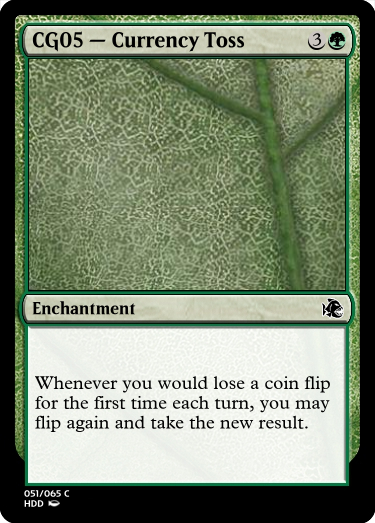 CG05 — Currency Toss 3
Enchantment
Whenever you would lose a coin flip
for the first time each turn, you may
flip again and take the new result.
051/065 C
HDD